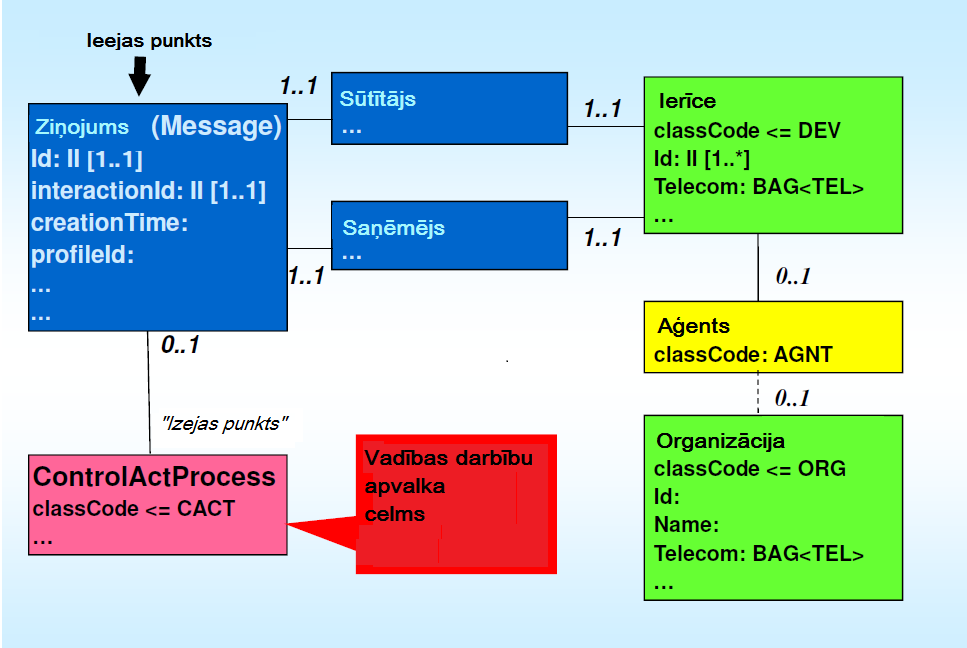 Ieejas punkts
Ziņojums (Message)
Id: II [1..1]
interactionId: II [1..1]
creationTime:
profileId:
...
...
1..1
Sūtītājs
...
1..1
1..1
Saņēmējs
...
1..1
Ierīce
classCode <= DEV
Id: II [1..*]
Telecom: BAG<TEL>
...
0..1
Aģents
classCode: AGNT
0..1
Organizācija
classCode <= ORG
Id:
Name:
Telecom: BAG<TEL>
...
0..1
"Izejas punkts"
ControlActProcess
classCode <= CACT
...
Vadības darbību
apvalka
celms